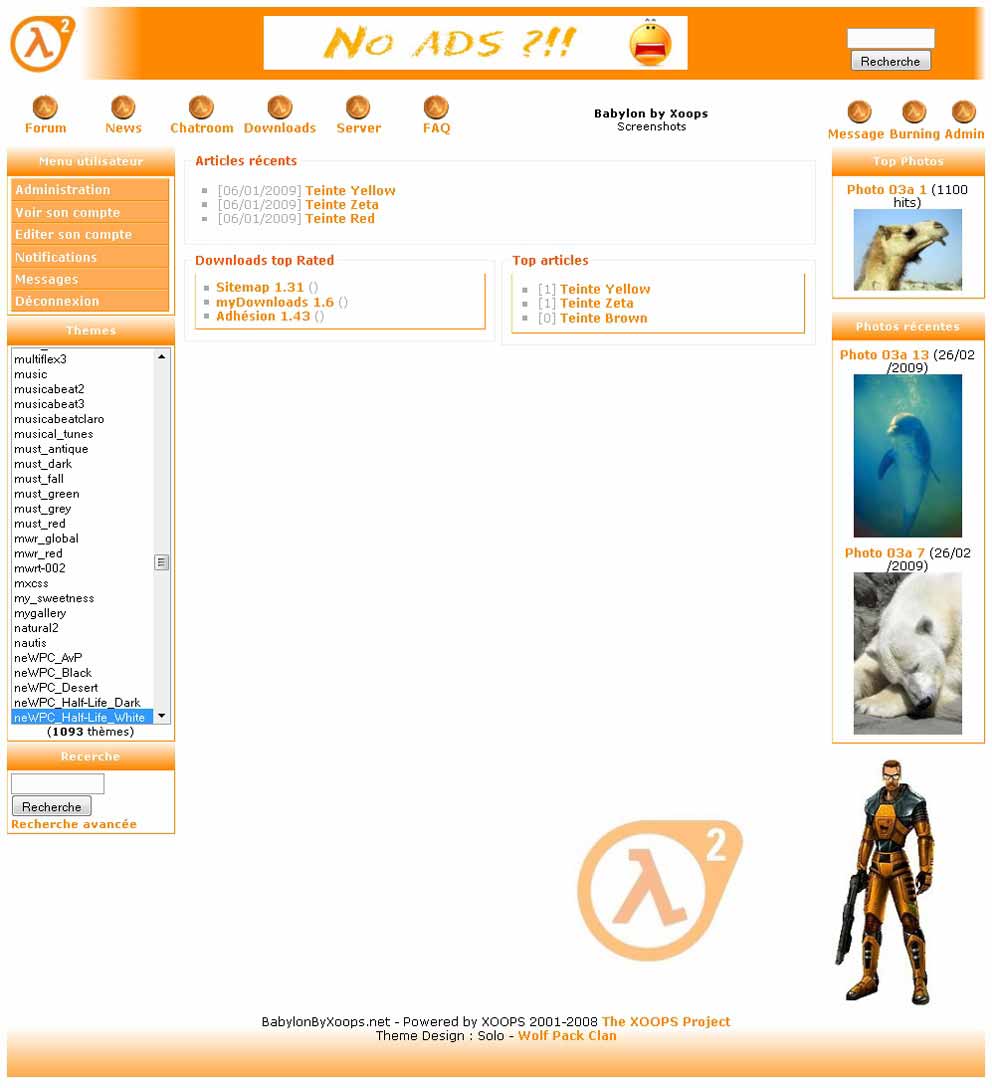 2
No ADS ?!!
Recherche
Forum
News
Chatroom
Downloads
Server
FAQ
Babylon by Xoops
Screenshots
Message
Burning
Admin
Menu utilisateur
Administration
Voir son compte
Editer son compte
Notifications
Messages
Déconnexion
Themes
multiflex3
music
musicabeat2
musicabeat3
musicabeatclaro
musical_tunes
must_antique
must_dark
must_fall
must_green
must_grey
must_red
mwr_global
mwr_red
mwrt-002
mxcss
my_sweetness
mygallery
natural2
nautis
neWPC_AvP
neWPC_Black
neWPC_Desert
neWPC_Half-Life_Dark
neWPC_Half-Life_White
(1093 thèmes)
Recerche
Recherche
Recherche avancée
Articles récents
[06/01/2009] Teinte Yellow
[06/01/2009] Teinte Zeta
[06/01/2009] Teinte Red
Downloads top Rated
Sitemap 1.31 ()
myDownloads 1.6 ()
Adhésion 1.43 ()
Top articles
[1] Teinte Yellow
[1] Teinte Zeta
[0] Teinte Brown
Top Photos
Photo 03a 1 (1100
hits)
Photos récentes
Photo 03a 13 (26/02
/2009)
Photo 03a 7 (26/02
/2009)
2
BabylonByXoops.net - Powered by XOOPS 2001-2008 The XOOPS Project
Theme Design : Solo - Wolf Pack Clan